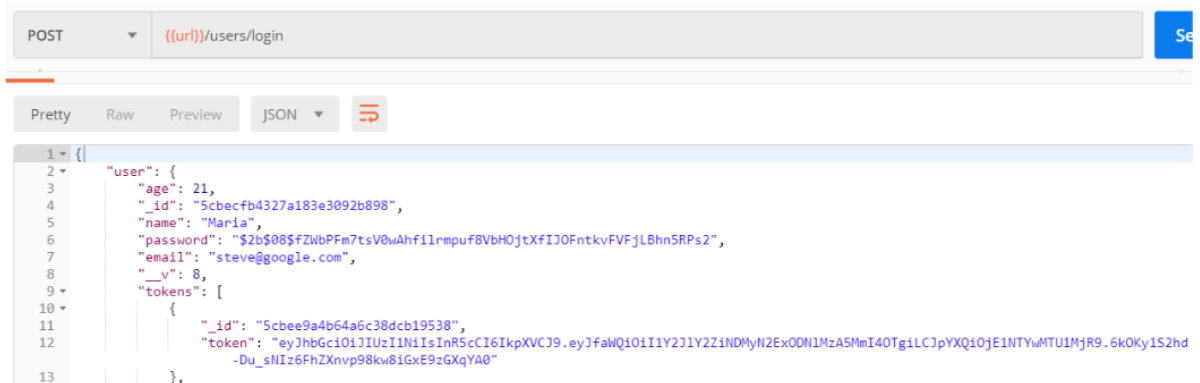 POST {{url}}/users/login Se
Pretty Raw Preview JSON
1 {
2 "user": {
3 "age": 21,
4 "_id": "5cbecfb4327a183e3092b898",
5 "name": "Maria",
6 "password": "$2b$08$fZWbPFm7tsV0wAhfilrmpuf8VbHOjtXfIJOFntkvFVFjLBhn5RPs2",
7 "email": "steve@google.com",
8 "__v": 8,
9 "tokens": [
10 {
11 "_id": "5cbee9a4b64a6c38dcb19538",
12 "token": "eyJhbGciOiJIUzI1NiIsInR5cCI6IkpXVCJ9.eyJfaWQiOiI1Y2JlY2ZiNDMyN2ExODNlMzA5MmI4OTgiLCJpYXQiOjE1NTYwMTU1MjR9.6kOKy1S2hd
-Du_sNIz6FhZXnvp98kw8iGxE9zGXqYA0"
13 },